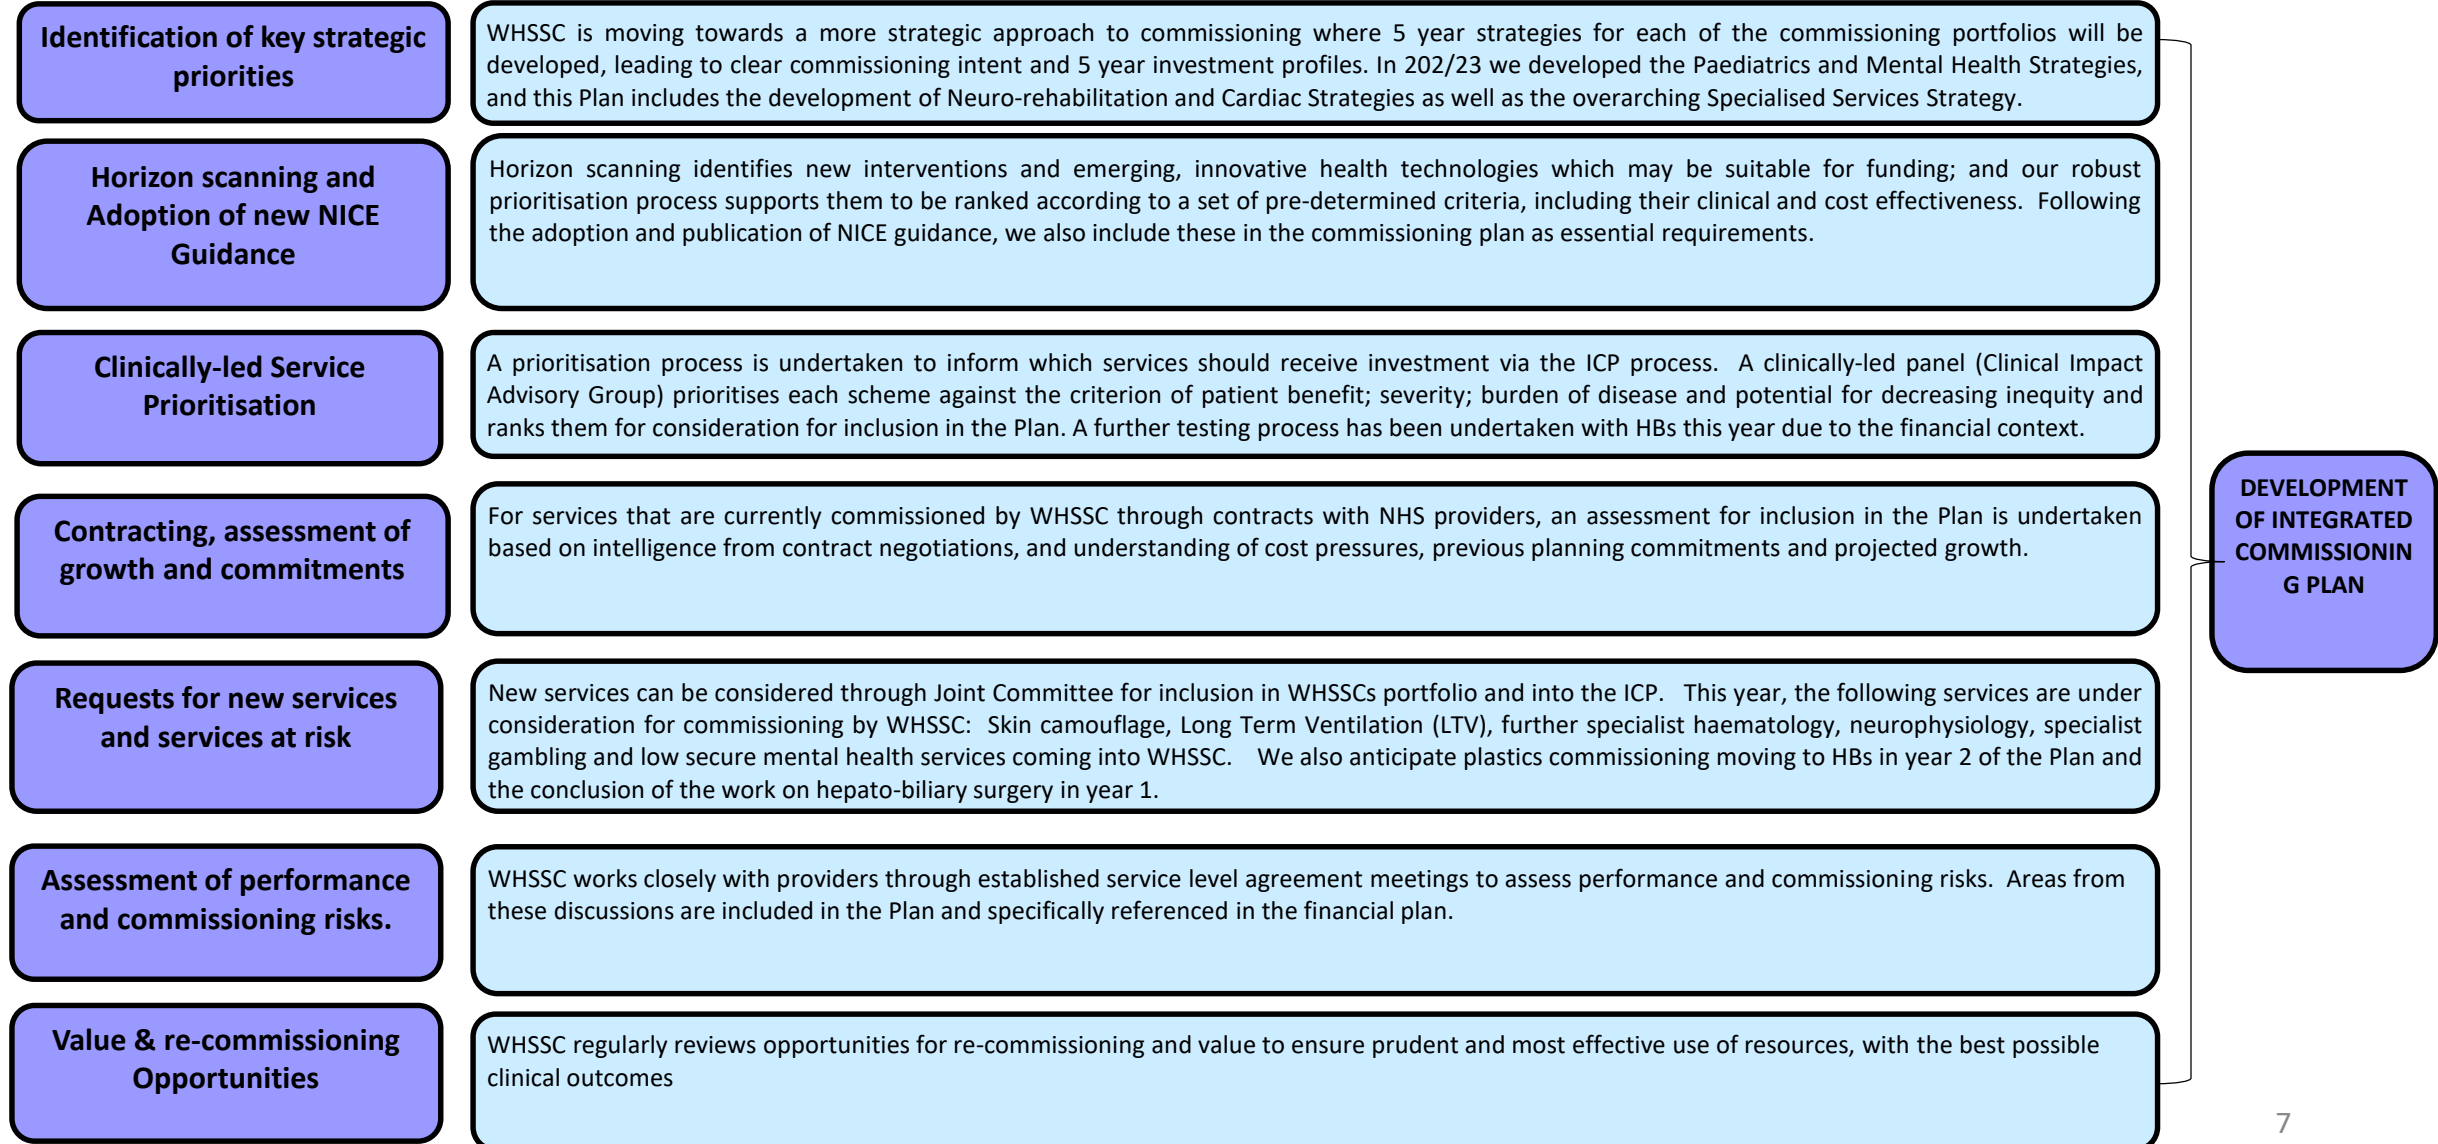 Identification of key strategic
priorities
WHSSC is moving towards a more strategic approach to commissioning where 5 year strategies for each of the commissioning portfolios will be
developed, leading to clear commissioning intent and 5 year investment profiles. In 202/23 we developed the Paediatrics and Mental Health Strategies,
and this Plan includes the development of Neuro-rehabilitation and Cardiac Strategies as well as the overarching Specialised Services Strategy.
Horizon scanning and
Adoption of new NICE
Guidance
Horizon scanning identifies new interventions and emerging, innovative health technologies which may be suitable for funding; and our robust
prioritisation process supports them to be ranked according to a set of pre-determined criteria, including their clinical and cost effectiveness. Following
the adoption and publication of NICE guidance, we also include these in the commissioning plan as essential requirements.
Clinically-led Service
Prioritisation
A prioritisation process is undertaken to inform which services should receive investment via the ICP process. A clinically-led panel (Clinical Impact
Advisory Group) prioritises each scheme against the criterion of patient benefit; severity; burden of disease and potential for decreasing inequity and
ranks them for consideration for inclusion in the Plan. A further testing process has been undertaken with HBs this year due to the financial context.
Contracting, assessment of
growth and commitments
For services that are currently commissioned by WHSSC through contracts with NHS providers, an assessment for inclusion in the Plan is undertaken
based on intelligence from contract negotiations, and understanding of cost pressures, previous planning commitments and projected growth.
Requests for new services
and services at risk
New services can be considered through Joint Committee for inclusion in WHSSCs portfolio and into the ICP. This year, the following services are under
consideration for commissioning by WHSSC: Skin camouflage, Long Term Ventilation (LTV), further specialist haematology, neurophysiology, specialist
gambling and low secure mental health services coming into WHSSC. We also anticipate plastics commissioning moving to HBs in year 2 of the Plan and
the conclusion of the work on hepato-biliary surgery in year 1.
Assessment of performance
and commissioning risks.
WHSSC works closely with providers through established service level agreement meetings to assess performance and commissioning risks. Areas from
these discussions are included in the Plan and specifically referenced in the financial plan.
Value & re-commissioning
Opportunities
WHSSC regularly reviews opportunities for re-commissioning and value to ensure prudent and most effective use of resources, with the best possible
clinical outcomes
DEVELOPMENT
OF INTEGRATED
COMMISSIONIN
G PLAN
7